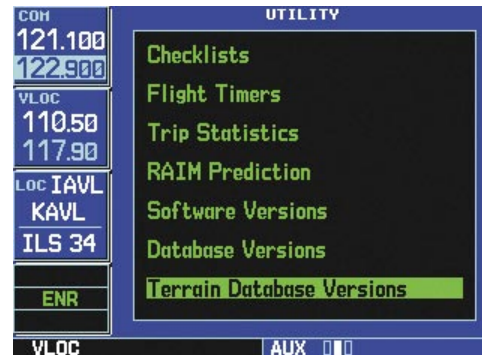 COM
121.100
122.900
VLOC
110.50
117.90
LOC IAVL
KAVL
ILS 34
ENR
VLOC
UTILITY
Checklists
Flight Timers
Trip Statistics
RAIM Prediction
Software Versions
Database Versions
Terrain Database Versions
AUX